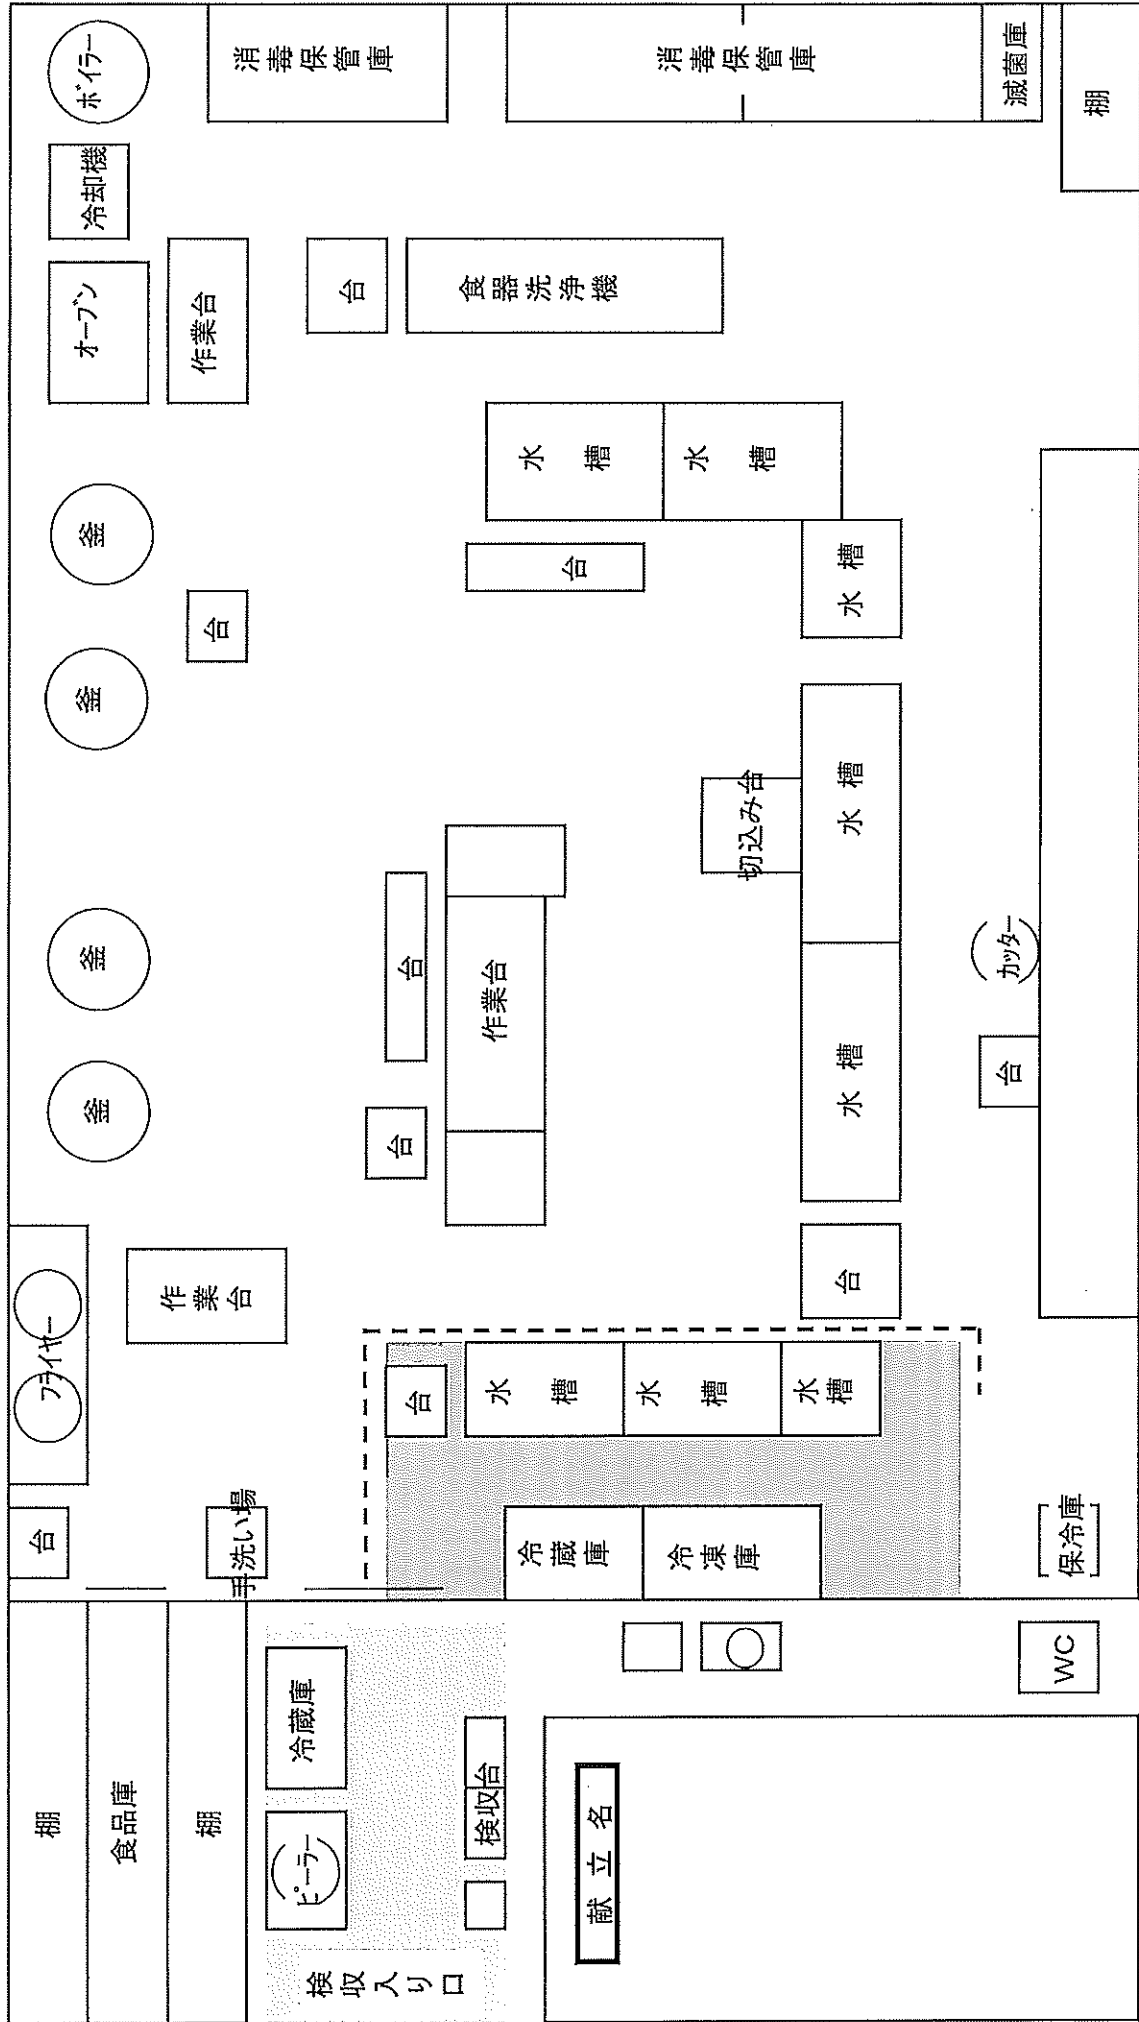 棚
食品庫
棚
台
手洗い場
フライヤー
作業台
釜
釜
釜
釜
台
オーブン
作業台
冷却機
ボイラー
検収入り口
ピーラー
冷蔵庫
検収台
台
水槽
水槽
水槽
冷蔵庫
冷凍庫
台
台
作業台
台
水槽
水槽
台
食器洗浄機
消毒保管庫
消毒保管庫
滅菌庫
棚
献立名
WC
保冷庫
台
水槽
水槽
切込み台
水槽
台
カッター